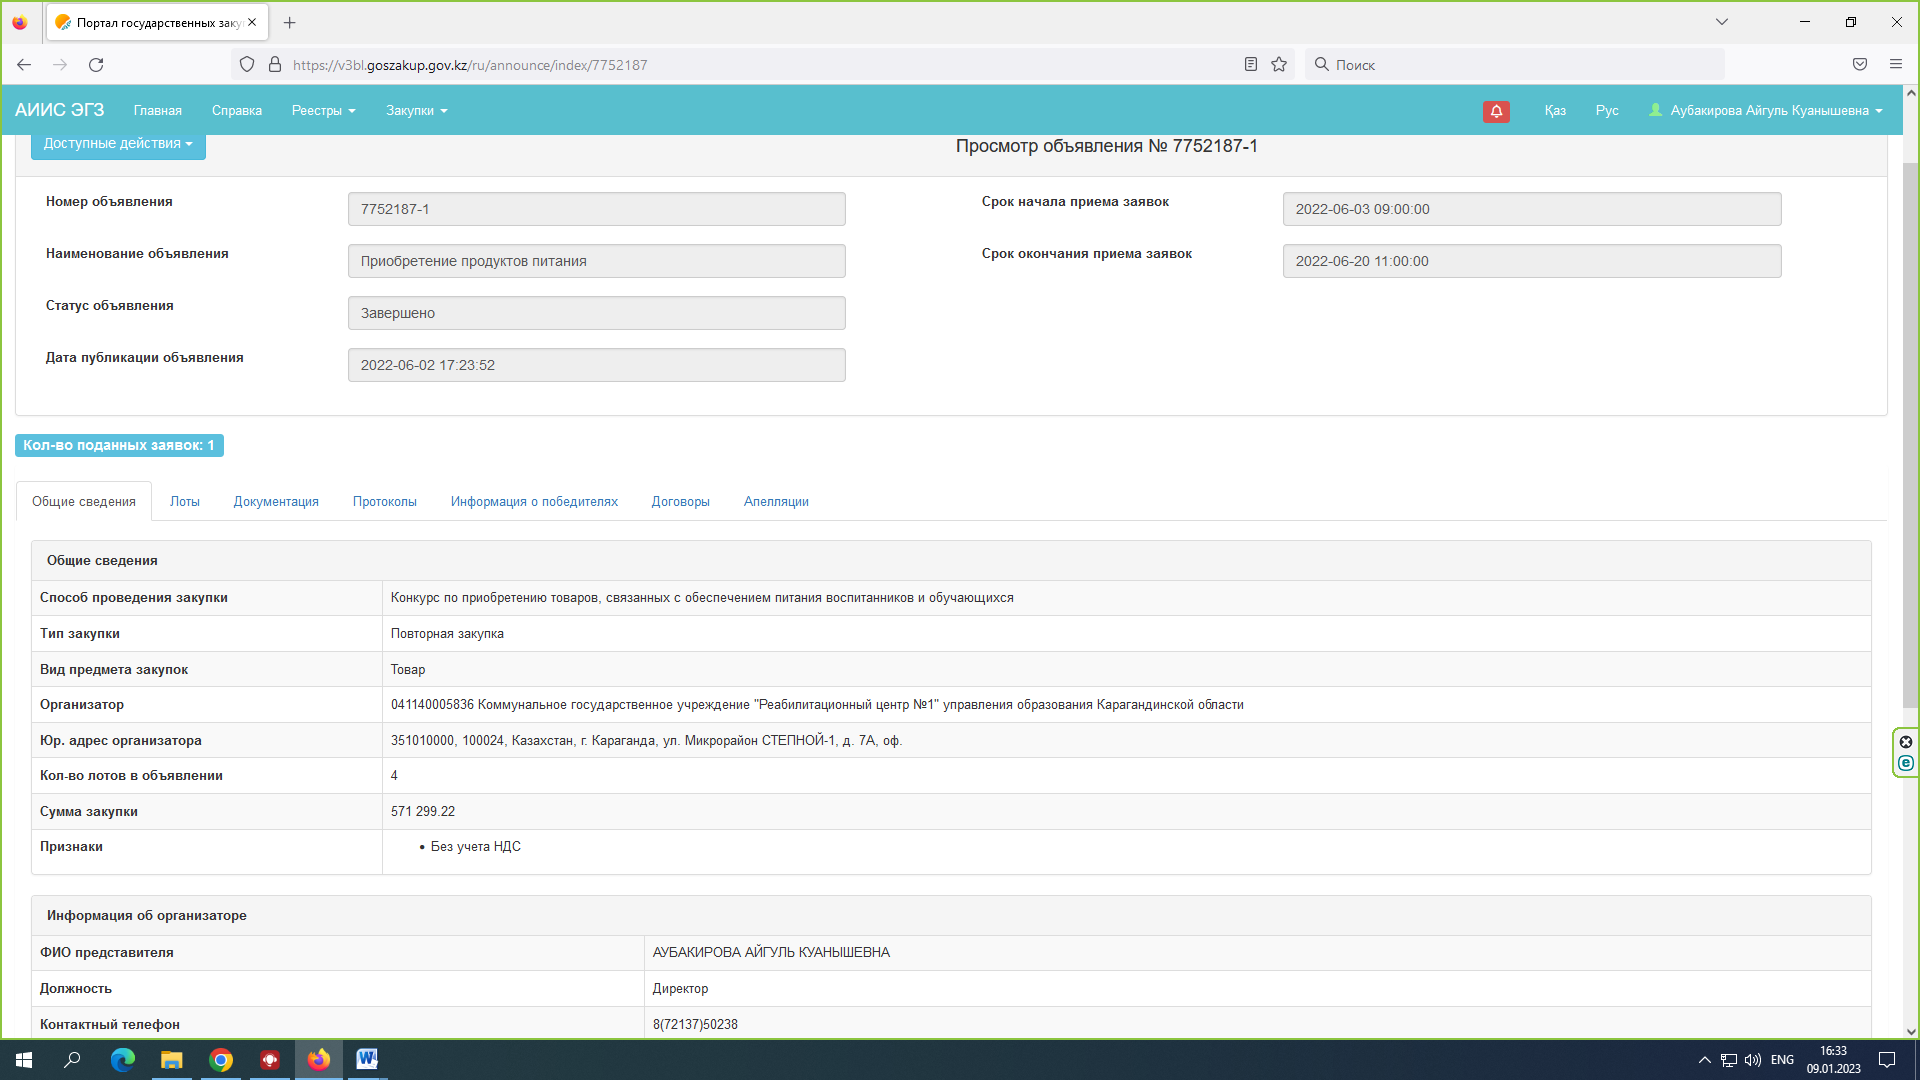 Портал государственных заку
https://v3bl.goszakup.gov.kz/ru/announce/index/7752187
Поиск
АИИС ЭГЗ
Главная
Справка
Реестры
Закупки
Қаз
Рус
Аубакирова Айгуль Куанышевна
Доступные действия
Просмотр объявления № 7752187-1
Номер объявления
7752187-1
Срок начала приема заявок
2022-06-03 09:00:00
Наименование объявления
Приобретение продуктов питания
Срок окончания приема заявок
2022-06-20 11:00:00
Статус объявления
Завершено
Дата публикации объявления
2022-06-02 17:23:52
Кол-во поданных заявок: 1
Общие сведения
Лоты
Документация
Протоколы
Информация о победителях
Договоры
Апелляции
Общие сведения
Способ проведения закупки
Конкурс по приобретению товаров, связанных с обеспечением питания воспитанников и обучающихся
Тип закупки
Повторная закупка
Вид предмета закупок
Товар
Организатор
041140005836 Коммунальное государственное учреждение "Реабилитационный центр №1" управления образования Карагандинской области
Юр. адрес организатора
351010000, 100024, Казахстан, г. Караганда, ул. Микрорайон СТЕПНОЙ-1, д. 7А, оф.
Кол-во лотов в объявлении
4
Сумма закупки
571 299.22
Признаки
• Без учета НДС
Информация об организаторе
ФИО представителя
АУБАКИРОВА АЙГУЛЬ КУАНЫШЕВНА
Должность
Директор
Контактный телефон
8(72137)50238
ENG
16:33
09.01.2023